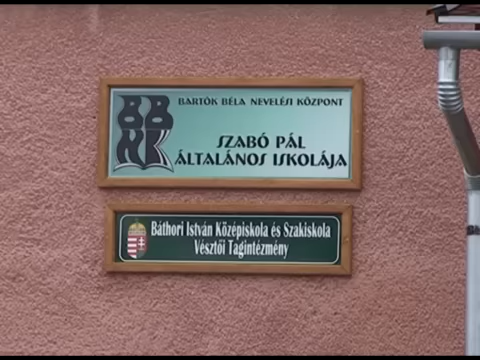 BBNK
BARTÓK BÉLA NEVELÉSI KÖZPONT
SZABÓ PÁL
ÁLTALÁNOS ISKOLÁJA
Báthori István Középiskola és Szakiskola
Vésztői Tagintézmény